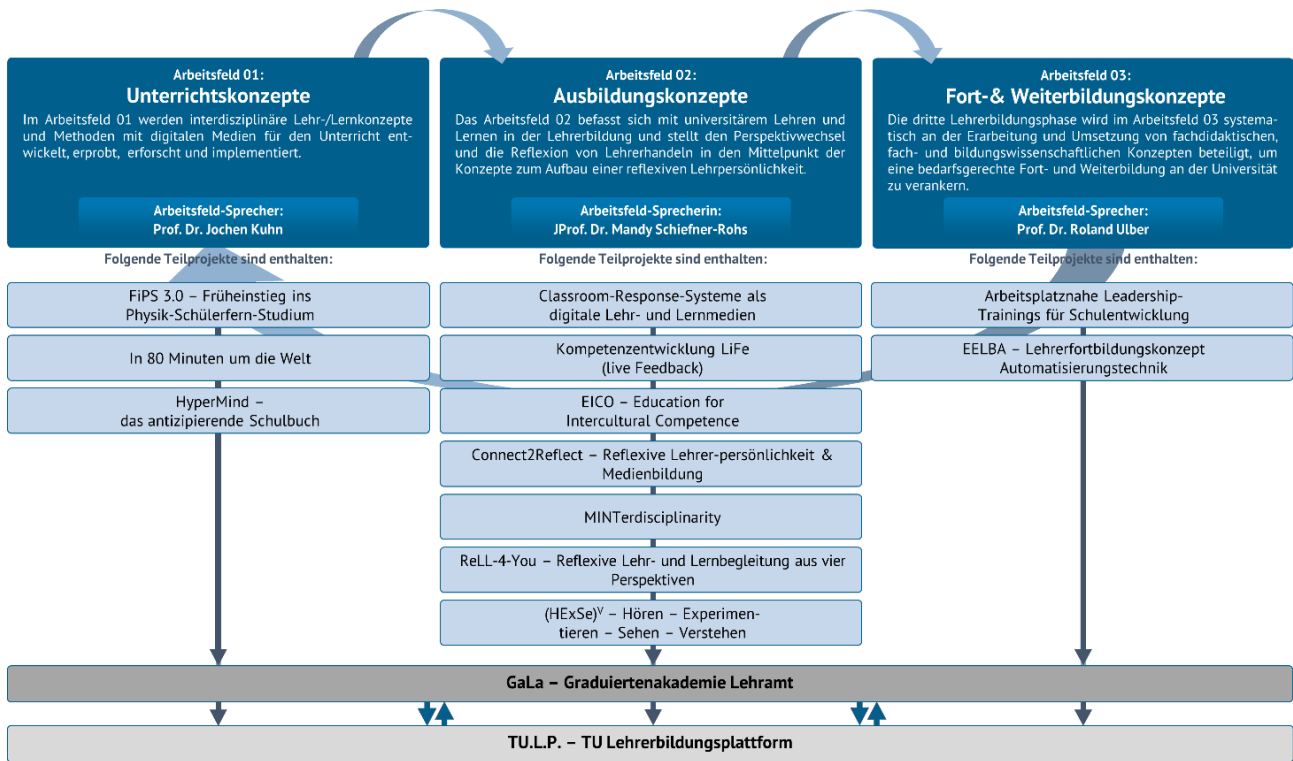 Arbeitsfeld 01:
Unterrichtskonzepte
Im Arbeitsfeld 01 werden interdisziplinäre Lehr-/Lernkonzepte
und Methoden mit digitalen Medien für den Unterricht ent-
wickelt, erprobt, erforscht und implementiert.
Arbeitsfeld-Sprecher:
Prof. Dr. Jochen Kuhn
Folgende Teilprojekte sind enthalten:
FiPS 3.0 – Früheinstieg ins
Physik-Schülerfern-Studium
In 80 Minuten um die Welt
HyperMind –
das antizipierende Schulbuch
Arbeitsfeld 02:
Ausbildungskonzepte
Das Arbeitsfeld 02 befasst sich mit universitärem Lehren und
Lernen in der Lehrerbildung und stellt den Perspektivwechsel
und die Reflexion von Lehrerhandeln in den Mittelpunkt der
Konzepte zum Aufbau einer reflexiven Lehrpersönlichkeit.
Arbeitsfeld-Sprecherin:
JProf. Dr. Mandy Schiefner-Rohs
Folgende Teilprojekte sind enthalten:
Classroom-Response-Systeme als
digitale Lehr- und Lernmedien
Kompetenzentwicklung LiFe
(live Feedback)
EICO – Education for
Intercultural Competence
Connect2Reflect – Reflexive Lehrer-persönlichkeit &
Medienbildung
MINTerdisciplinarity
ReLL-4-You – Reflexive Lehr- und Lernbegleitung aus vier
Perspektiven
(HExSe)ⱽ – Hören – Experimen-
tieren – Sehen – Verstehen
Arbeitsfeld 03:
Fort-& Weiterbildungskonzepte
Die dritte Lehrerbildungsphase wird im Arbeitsfeld 03 systema-
tisch an der Erarbeitung und Umsetzung von fachdidaktischen,
fach- und bildungswissenschaftlichen Konzepten beteiligt, um
eine bedarfsgerechte Fort- und Weiterbildung an der Universität
zu verankern.
Arbeitsfeld-Sprecher:
Prof. Dr. Roland Ulber
Folgende Teilprojekte sind enthalten:
Arbeitsplatznahe Leadership-
Trainings für Schulentwicklung
EELBA – Lehrerfortbildungskonzept
Automatisierungstechnik
GaLa – Graduiertenakademie Lehramt
TU.L.P. – TU Lehrerbildungsplattform